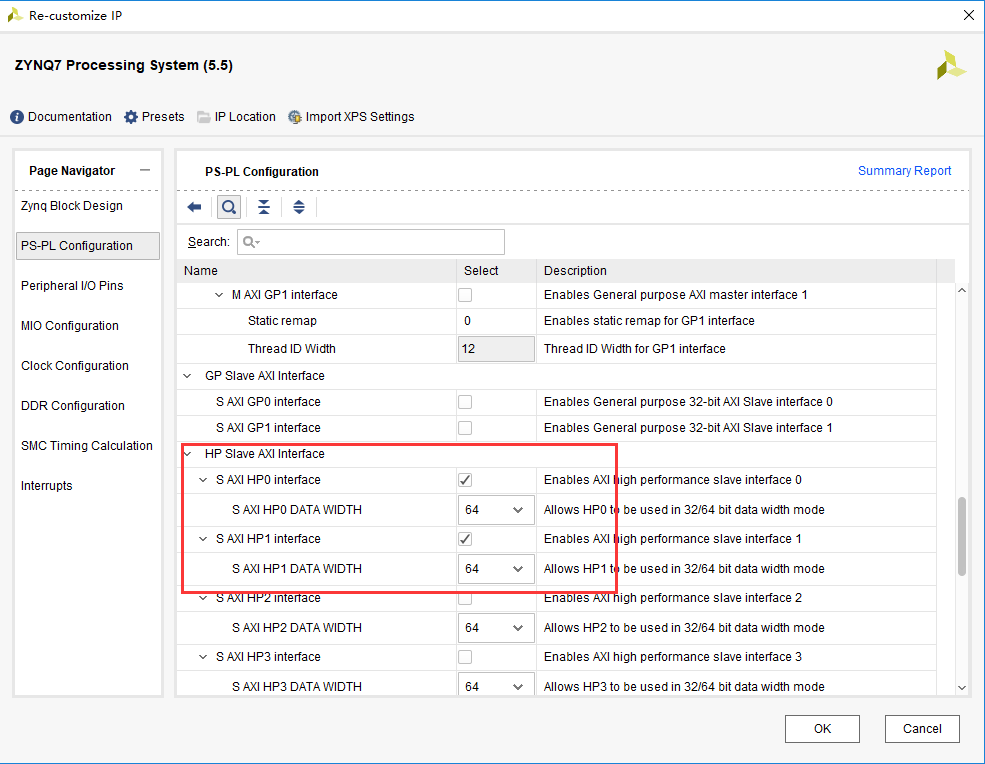 Re-customize IP
ZYNQ7 Processing System (5.5)
Documentation Presets IP Location Import XPS Settings
Page Navigator
Zynq Block Design
PS-PL Configuration
Peripheral I/O Pins
MIO Configuration
Clock Configuration
DDR Configuration
SMC Timing Calculation
Interrupts
PS-PL Configuration Summary Report
Search:
Name Select Description
M AXI GP1 interface Enables General purpose AXI master interface 1
Static remap 0 Enables static remap for GP1 interface
Thread ID Width 12 Thread ID Width for GP1 interface
GP Slave AXI Interface
S AXI GP0 interface Enables General purpose 32-bit AXI Slave interface 0
S AXI GP1 interface Enables General purpose 32-bit AXI Slave interface 1
HP Slave AXI Interface
S AXI HP0 interface Enables AXI high performance slave interface 0
S AXI HP0 DATA WIDTH 64 Allows HP0 to be used in 32/64 bit data width mode
S AXI HP1 interface Enables AXI high performance slave interface 1
S AXI HP1 DATA WIDTH 64 Allows HP1 to be used in 32/64 bit data width mode
S AXI HP2 interface Enables AXI high performance slave interface 2
S AXI HP2 DATA WIDTH 64 Allows HP2 to be used in 32/64 bit data width mode
S AXI HP3 interface Enables AXI high performance slave interface 3
S AXI HP3 DATA WIDTH 64 Allows HP3 to be used in 32/64 bit data width mode
OK Cancel